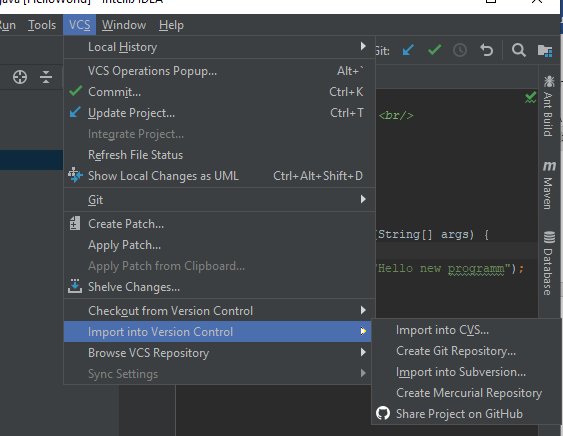 java [HelloWorld] - IntelliJ IDEA
Run Tools VCS Window Help
Local History
Git:
VCS Operations Popup... Alt+`
Commit... Ctrl+K
Update Project... Ctrl+T
Integrate Project...
Refresh File Status
Show Local Changes as UML Ctrl+Alt+Shift+D
Git
Create Patch...
Apply Patch...
Apply Patch from Clipboard...
Shelve Changes...
Checkout from Version Control
Import into Version Control
Browse VCS Repository
Sync Settings
Import into CVS...
Create Git Repository...
Import into Subversion...
Create Mercurial Repository
Share Project on GitHub
<br/>
(String[] args) {
"Hello new programm");
Ant Build
Maven
Database